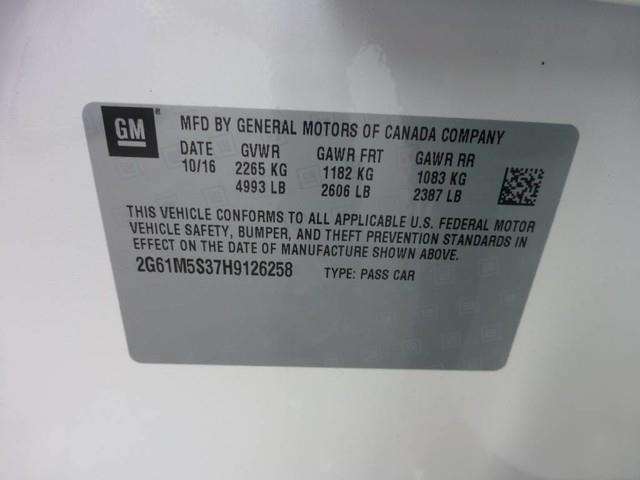 GM ® MFD BY GENERAL MOTORS OF CANADA COMPANY
DATE GVWR GAWR FRT GAWR RR
10/16 2265 KG 1182 KG 1083 KG
4993 LB 2606 LB 2387 LB
THIS VEHICLE CONFORMS TO ALL APPLICABLE U.S. FEDERAL MOTOR
VEHICLE SAFETY, BUMPER, AND THEFT PREVENTION STANDARDS IN
EFFECT ON THE DATE OF MANUFACTURE SHOWN ABOVE.
2G61M5S37H9126258 TYPE: PASS CAR